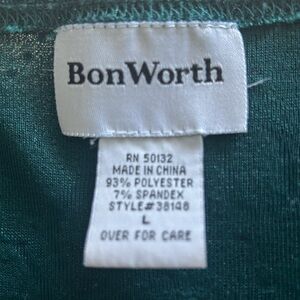 BonWorth
RN 50132
MADE IN CHINA
93% POLYESTER
7% SPANDEX
STYLE#38148
L
OVER FOR CARE